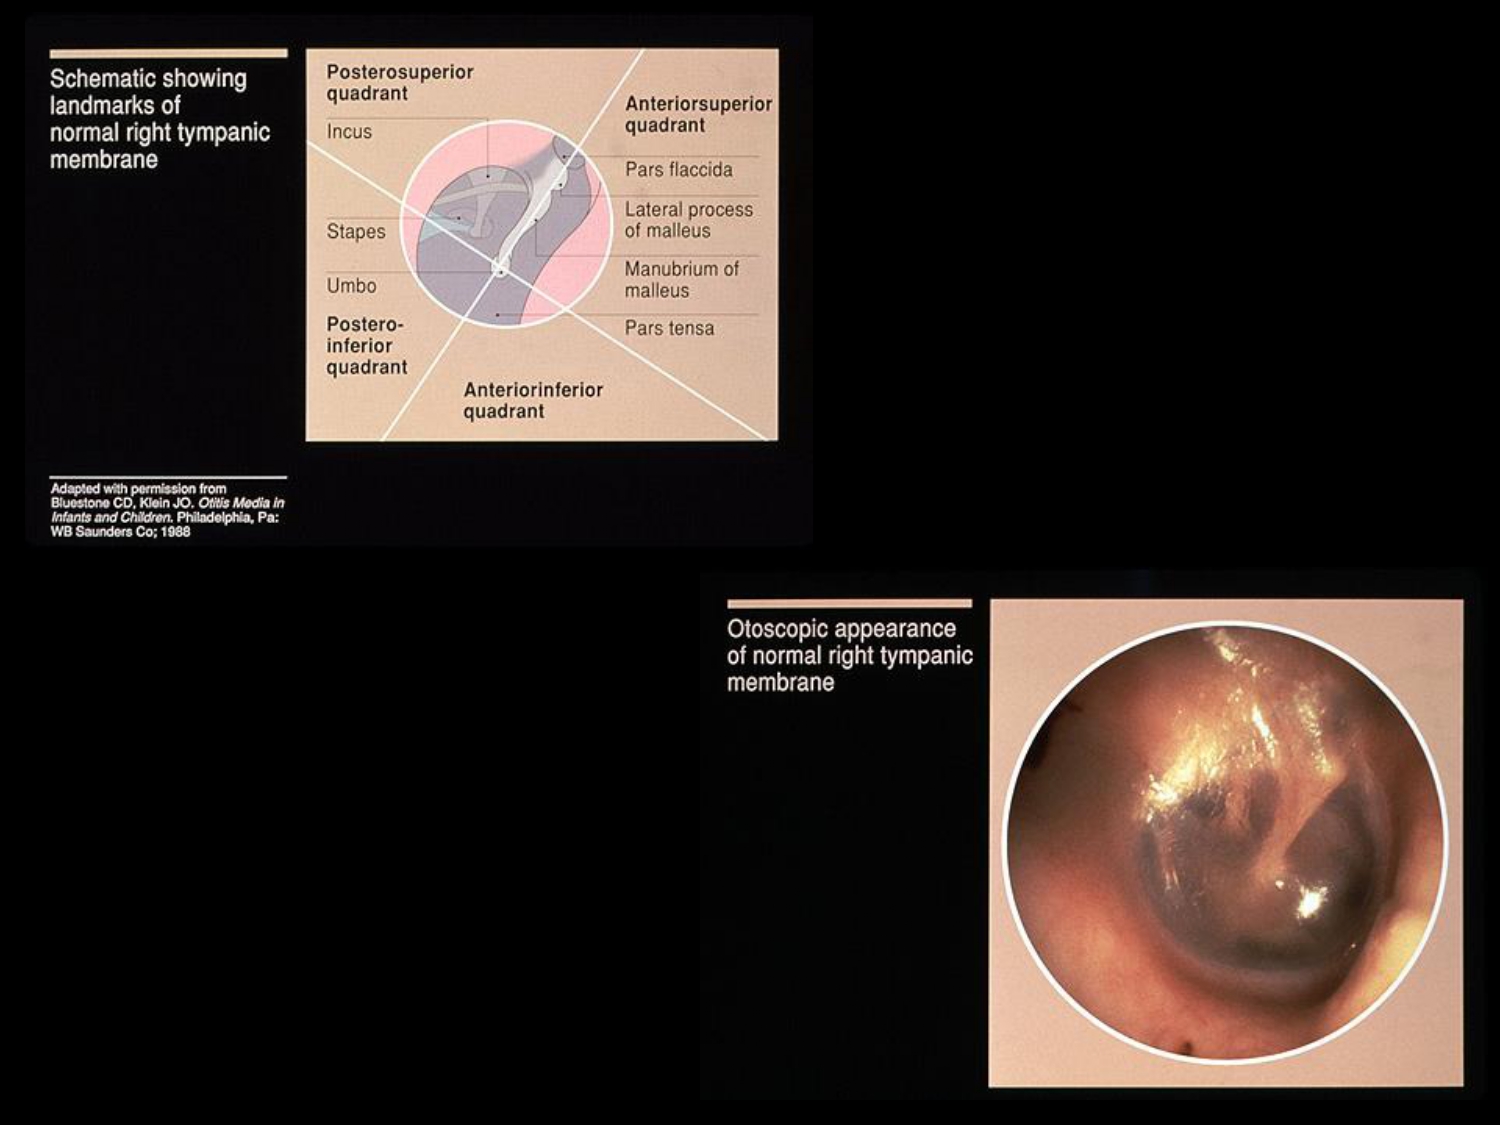 Schematic showing
landmarks of
normal right tympanic
membrane
Posterosuperior
quadrant
Incus
Stapes
Umbo
Postero-
inferior
quadrant
Anteriorinferior
quadrant
Anteriorsuperior
quadrant
Pars flaccida
Lateral process
of malleus
Manubrium of
malleus
Pars tensa
Adapted with permission from
Bluestone CD, Klein JO. Otitis Media in
Infants and Children. Philadelphia, Pa:
WB Saunders Co; 1988
Otoscopic appearance
of normal right tympanic
membrane